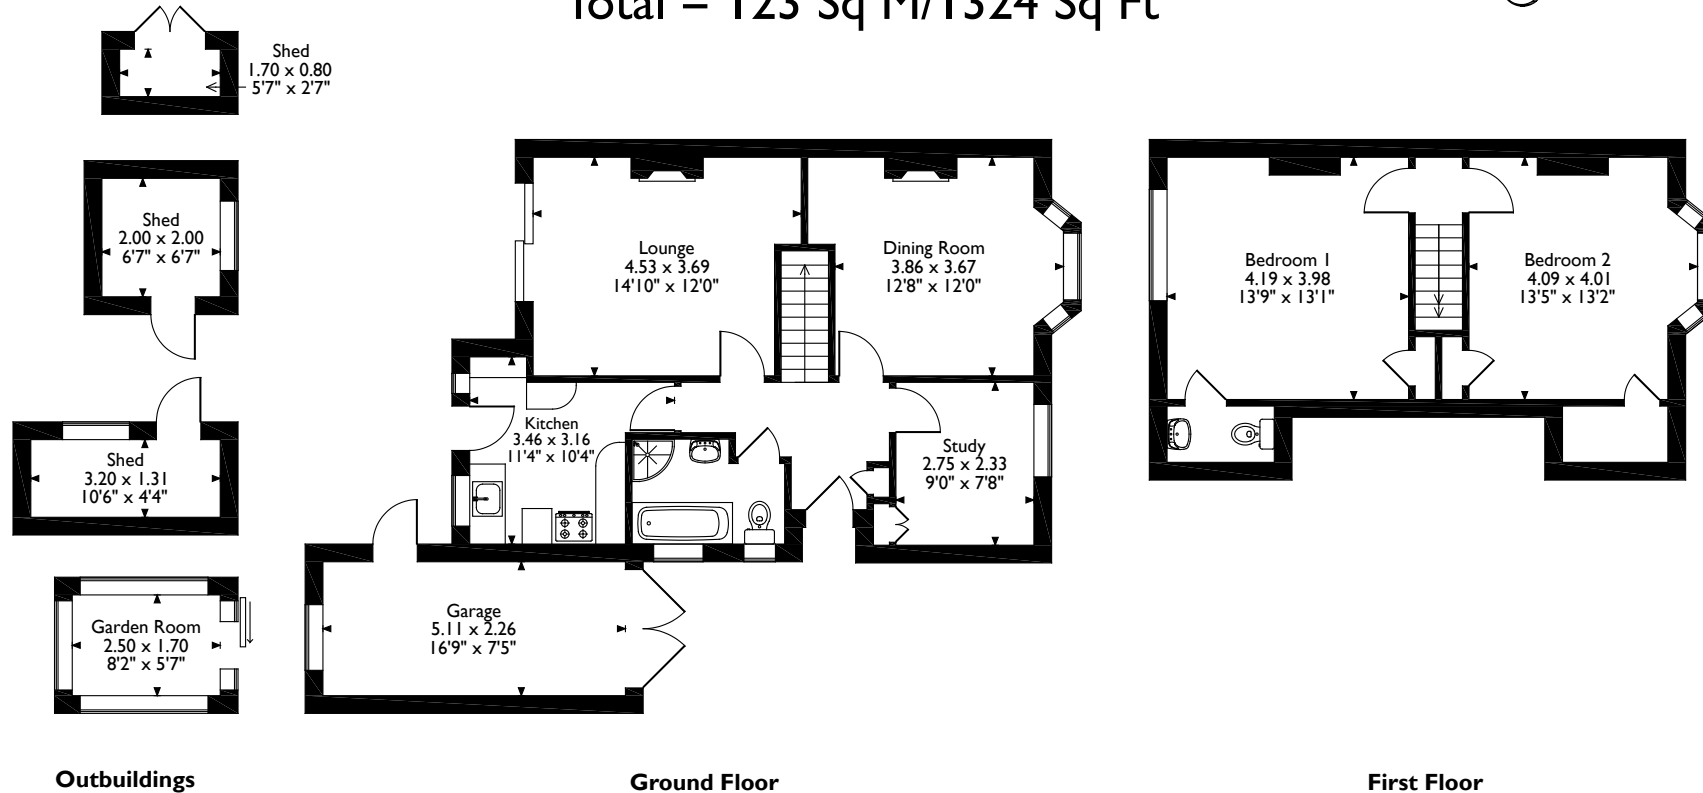 Total = 123 Sq M/1324 Sq Ft
Shed
1.70 x 0.80
5'7" x 2'7"
Shed
2.00 x 2.00
6'7" x 6'7"
Shed
3.20 x 1.31
10'6" x 4'4"
Garden Room
2.50 x 1.70
8'2" x 5'7"
Outbuildings
Lounge
4.53 x 3.69
14'10" x 12'0"
Dining Room
3.86 x 3.67
12'8" x 12'0"
Kitchen
3.46 x 3.16
11'4" x 10'4"
Study
2.75 x 2.33
9'0" x 7'8"
Garage
5.11 x 2.26
16'9" x 7'5"
Ground Floor
Bedroom 1
4.19 x 3.98
13'9" x 13'1"
Bedroom 2
4.09 x 4.01
13'5" x 13'2"
First Floor